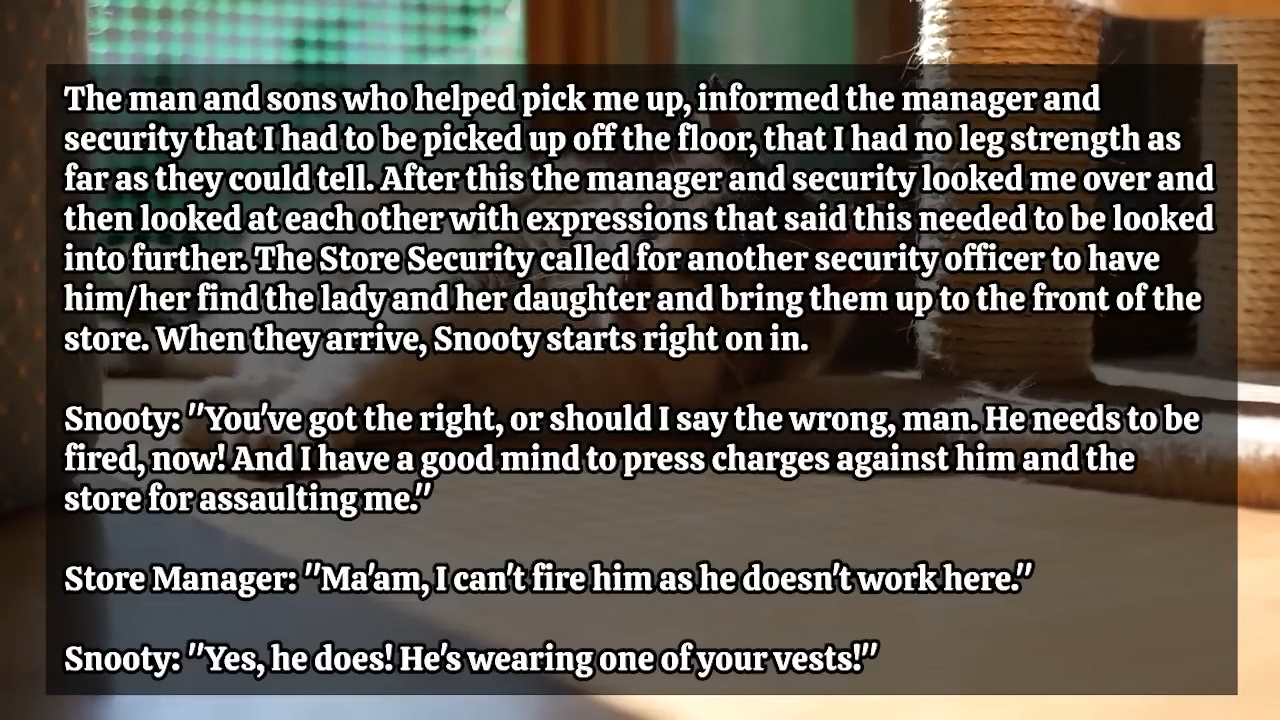 The man and sons who helped pick me up, informed the manager and
security that I had to be picked up off the floor, that I had no leg strength as
far as they could tell. After this the manager and security looked me over and
then looked at each other with expressions that said this needed to be looked
into further. The Store Security called for another security officer to have
him/her find the lady and her daughter and bring them up to the front of the
store. When they arrive, Snooty starts right on in.
Snooty: "You've got the right, or should I say the wrong, man. He needs to be
fired, now! And I have a good mind to press charges against him and the
store for assaulting me."
Store Manager: "Ma'am, I can't fire him as he doesn't work here."
Snooty: "Yes, he does! He's wearing one of your vests!"